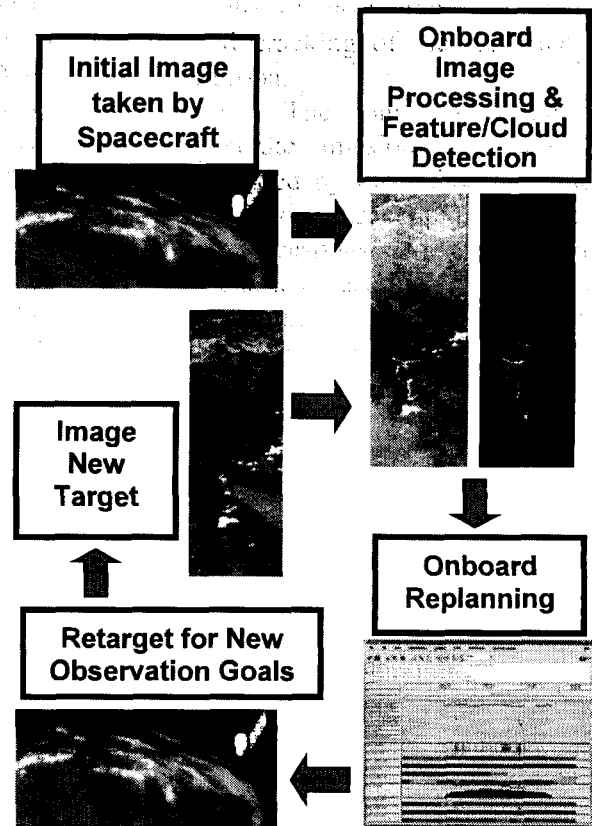 Initial Image
taken by
Spacecraft
Onboard
Image
Processing &
Feature/Cloud
Detection
Image
New
Target
Onboard
Replanning
Retarget for New
Observation Goals